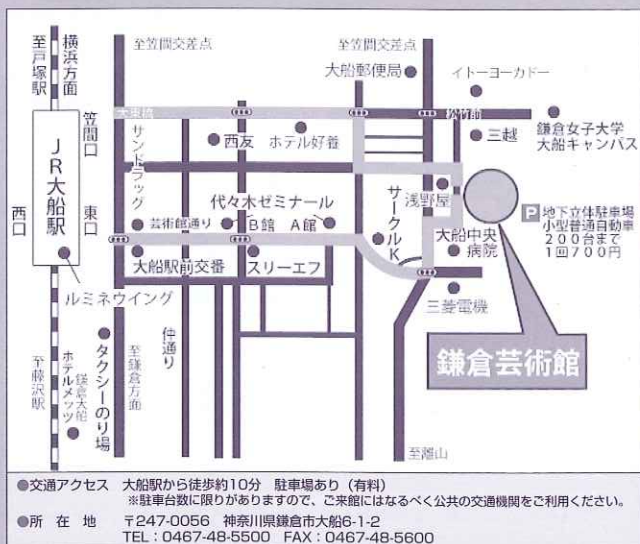 至戸塚駅
横浜方面
至笠間交差点
至笠間交差点
大船郵便局
イトーヨーカドー
笠間口
大東橋
松竹前
サンドラッグ
西友
ホテル好養
三越
鎌倉女子大学
大船キャンパス
JR大船駅
西口
東口
代々木ゼミナール
B館 A館
芸術館通り
サークルK
浅野屋
P 地下立体駐車場
小型普通自動車
200台まで
1回700円
大船駅前交番
スリーエフ
大船中央
病院
ルミネウイング
三菱電機
仲通り
タクシーのり場
至鎌倉方面
鎌倉芸術館
至藤沢駅
ホテルメッツ
鎌倉大船
至離山
●交通アクセス 大船駅から徒歩約10分 駐車場あり（有料）
※駐車台数に限りがありますので、ご来館にはなるべく公共の交通機関をご利用ください。
●所在地 〒247-0056 神奈川県鎌倉市大船6-1-2
TEL：0467-48-5500 FAX：0467-48-5600